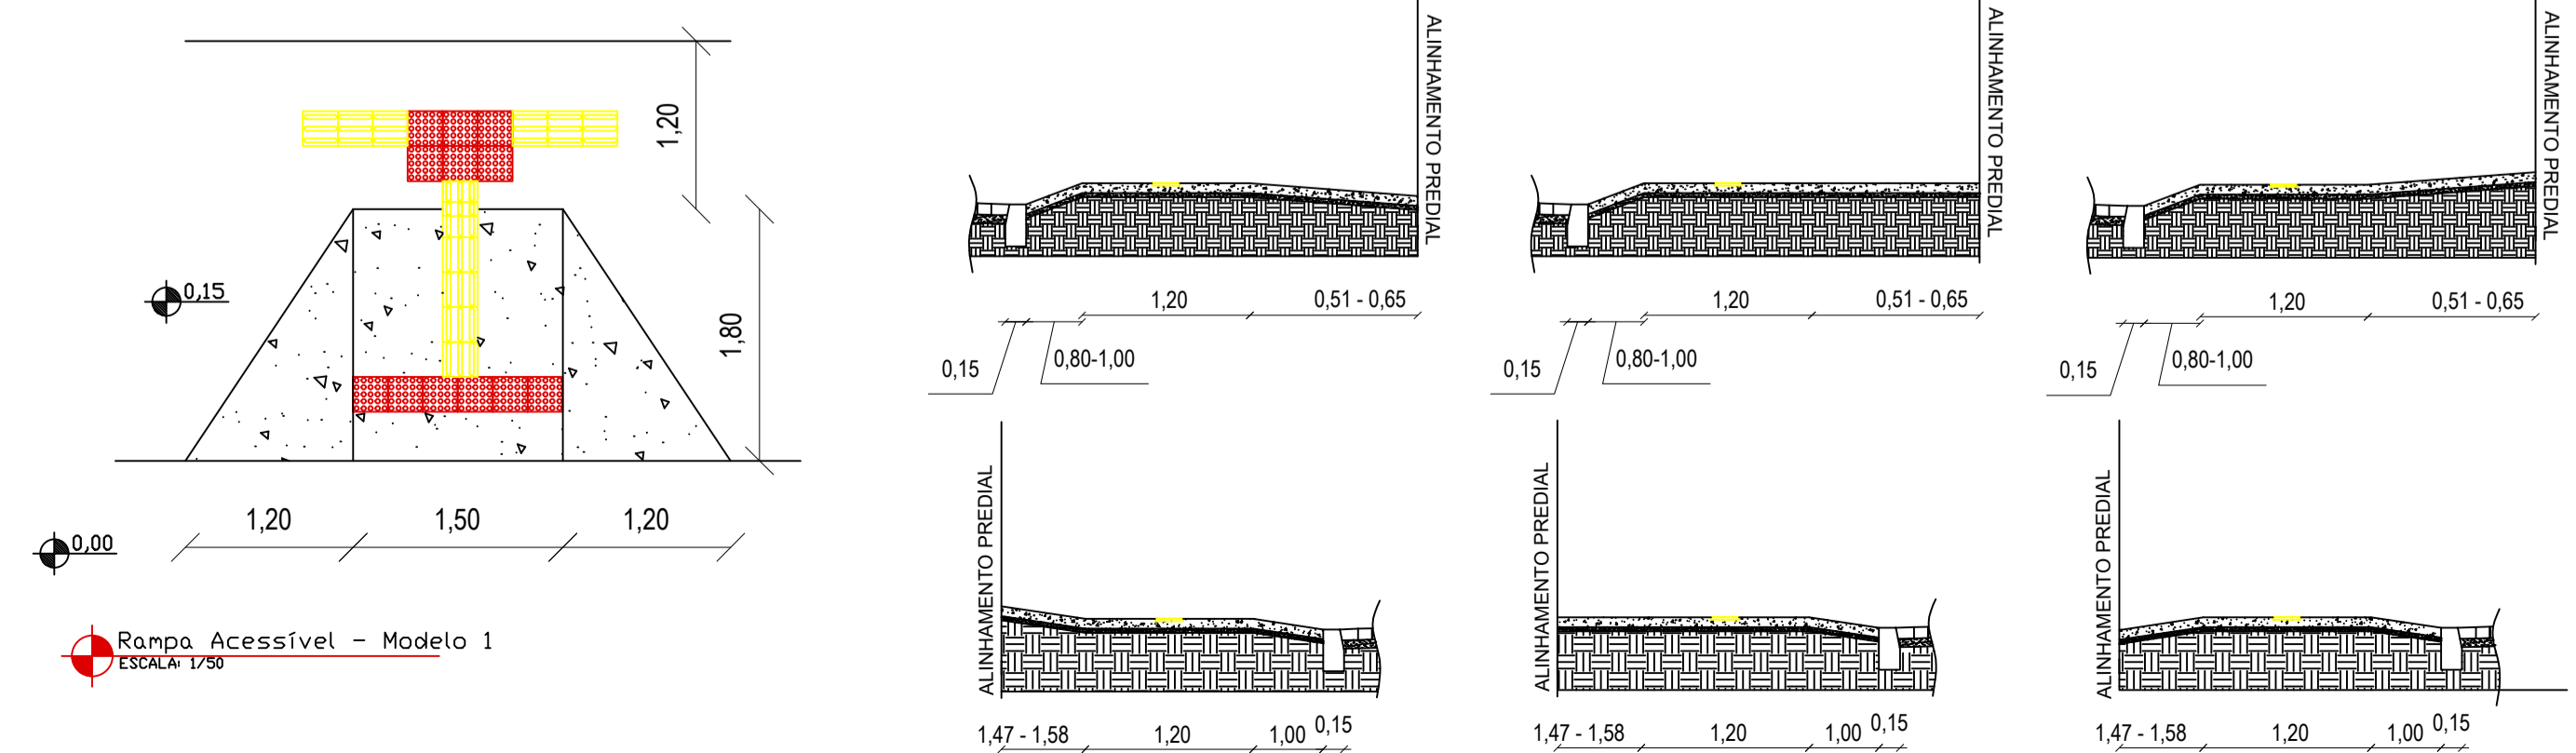 1,20
0,15
1,80
1,20 1,50 1,20
0,00
Rampa Acessível - Modelo 1
ESCALA: 1/50
ALINHAMENTO PREDIAL
1,20 0,51 - 0,65
0,15 0,80-1,00
ALINHAMENTO PREDIAL
1,20 0,51 - 0,65
0,15 0,80-1,00
ALINHAMENTO PREDIAL
1,20 0,51 - 0,65
0,15 0,80-1,00
ALINHAMENTO PREDIAL
1,47 - 1,58 1,20 1,00 0,15
ALINHAMENTO PREDIAL
1,47 - 1,58 1,20 1,00 0,15
ALINHAMENTO PREDIAL
1,47 - 1,58 1,20 1,00 0,15